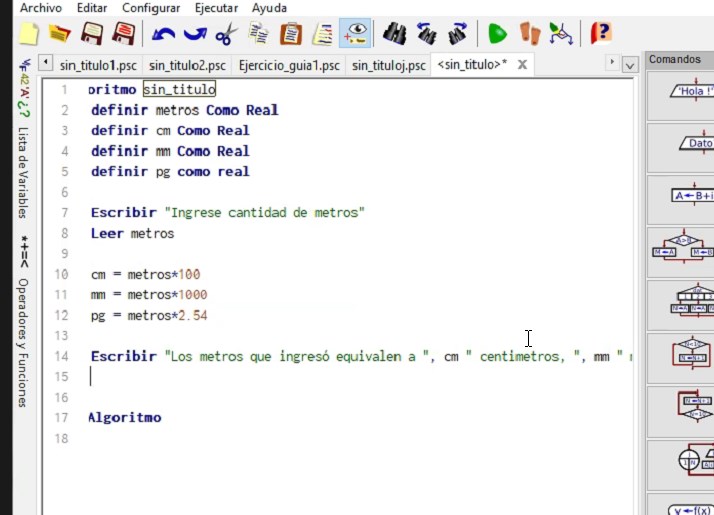 Archivo Editar Configurar Ejecutar Ayuda
sin_titulo1.psc sin_titulo2.psc Ejercicio_guia1.psc sin_tituloj.psc <sin_titulo>* X
Comandos
Lista de Variables
Operadores y Funciones
1 oritmo sin_titulo
2 definir metros Como Real
3 definir cm Como Real
4 definir mm Como Real
5 definir pg como real
6
7 Escribir "Ingrese cantidad de metros"
8 Leer metros
9
10 cm = metros*100
11 mm = metros*1000
12 pg = metros*2.54
13
14 Escribir "Los metros que ingresó equivalen a ", cm " centimetros, ", mm "
15
16
17 Algoritmo
18
'Hola !'
Dato
A←B+i
A>B
y←f(x)